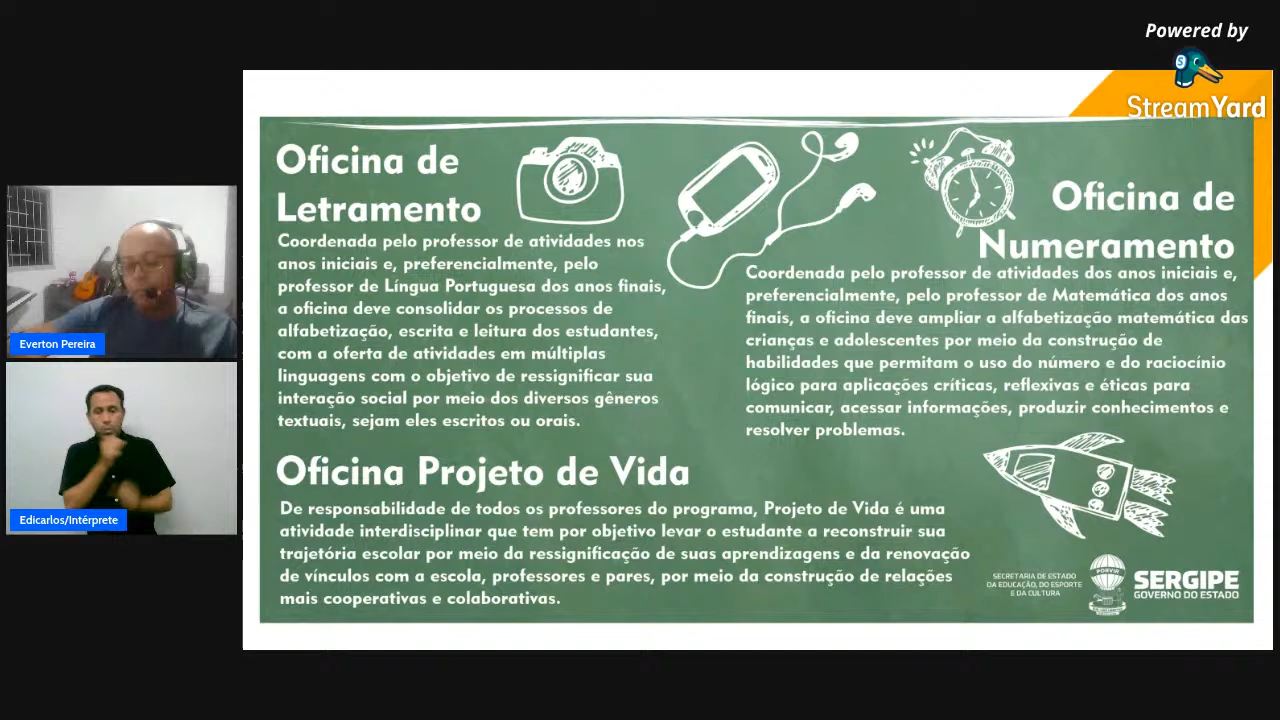 Powered by
StreamYard
Oficina de
Letramento
Coordenada pelo professor de atividades nos
anos iniciais e, preferencialmente, pelo
professor de Língua Portuguesa dos anos finais,
a oficina deve consolidar os processos de
alfabetização, escrita e leitura dos estudantes,
com a oferta de atividades em múltiplas
linguagens com o objetivo de ressignificar sua
interação social por meio dos diversos gêneros
textuais, sejam eles escritos ou orais.
Oficina de
Numeramento
Coordenada pelo professor de atividades dos anos iniciais e,
preferencialmente, pelo professor de Matemática dos anos
finais, a oficina deve ampliar a alfabetização matemática das
crianças e adolescentes por meio da construção de
habilidades que permitam o uso do número e do raciocínio
lógico para aplicações críticas, reflexivas e éticas para
comunicar, acessar informações, produzir conhecimentos e
resolver problemas.
Oficina Projeto de Vida
De responsabilidade de todos os professores do programa, Projeto de Vida é uma
atividade interdisciplinar que tem por objetivo levar o estudante a reconstruir sua
trajetória escolar por meio da ressignificação de suas aprendizagens e da renovação
de vínculos com a escola, professores e pares, por meio da construção de relações
mais cooperativas e colaborativas.
SECRETARIA DE ESTADO
DA EDUCAÇÃO, DO ESPORTE
E DA CULTURA
SERGIPE
GOVERNO DO ESTADO
Everton Pereira
Edicarlos/Intérprete